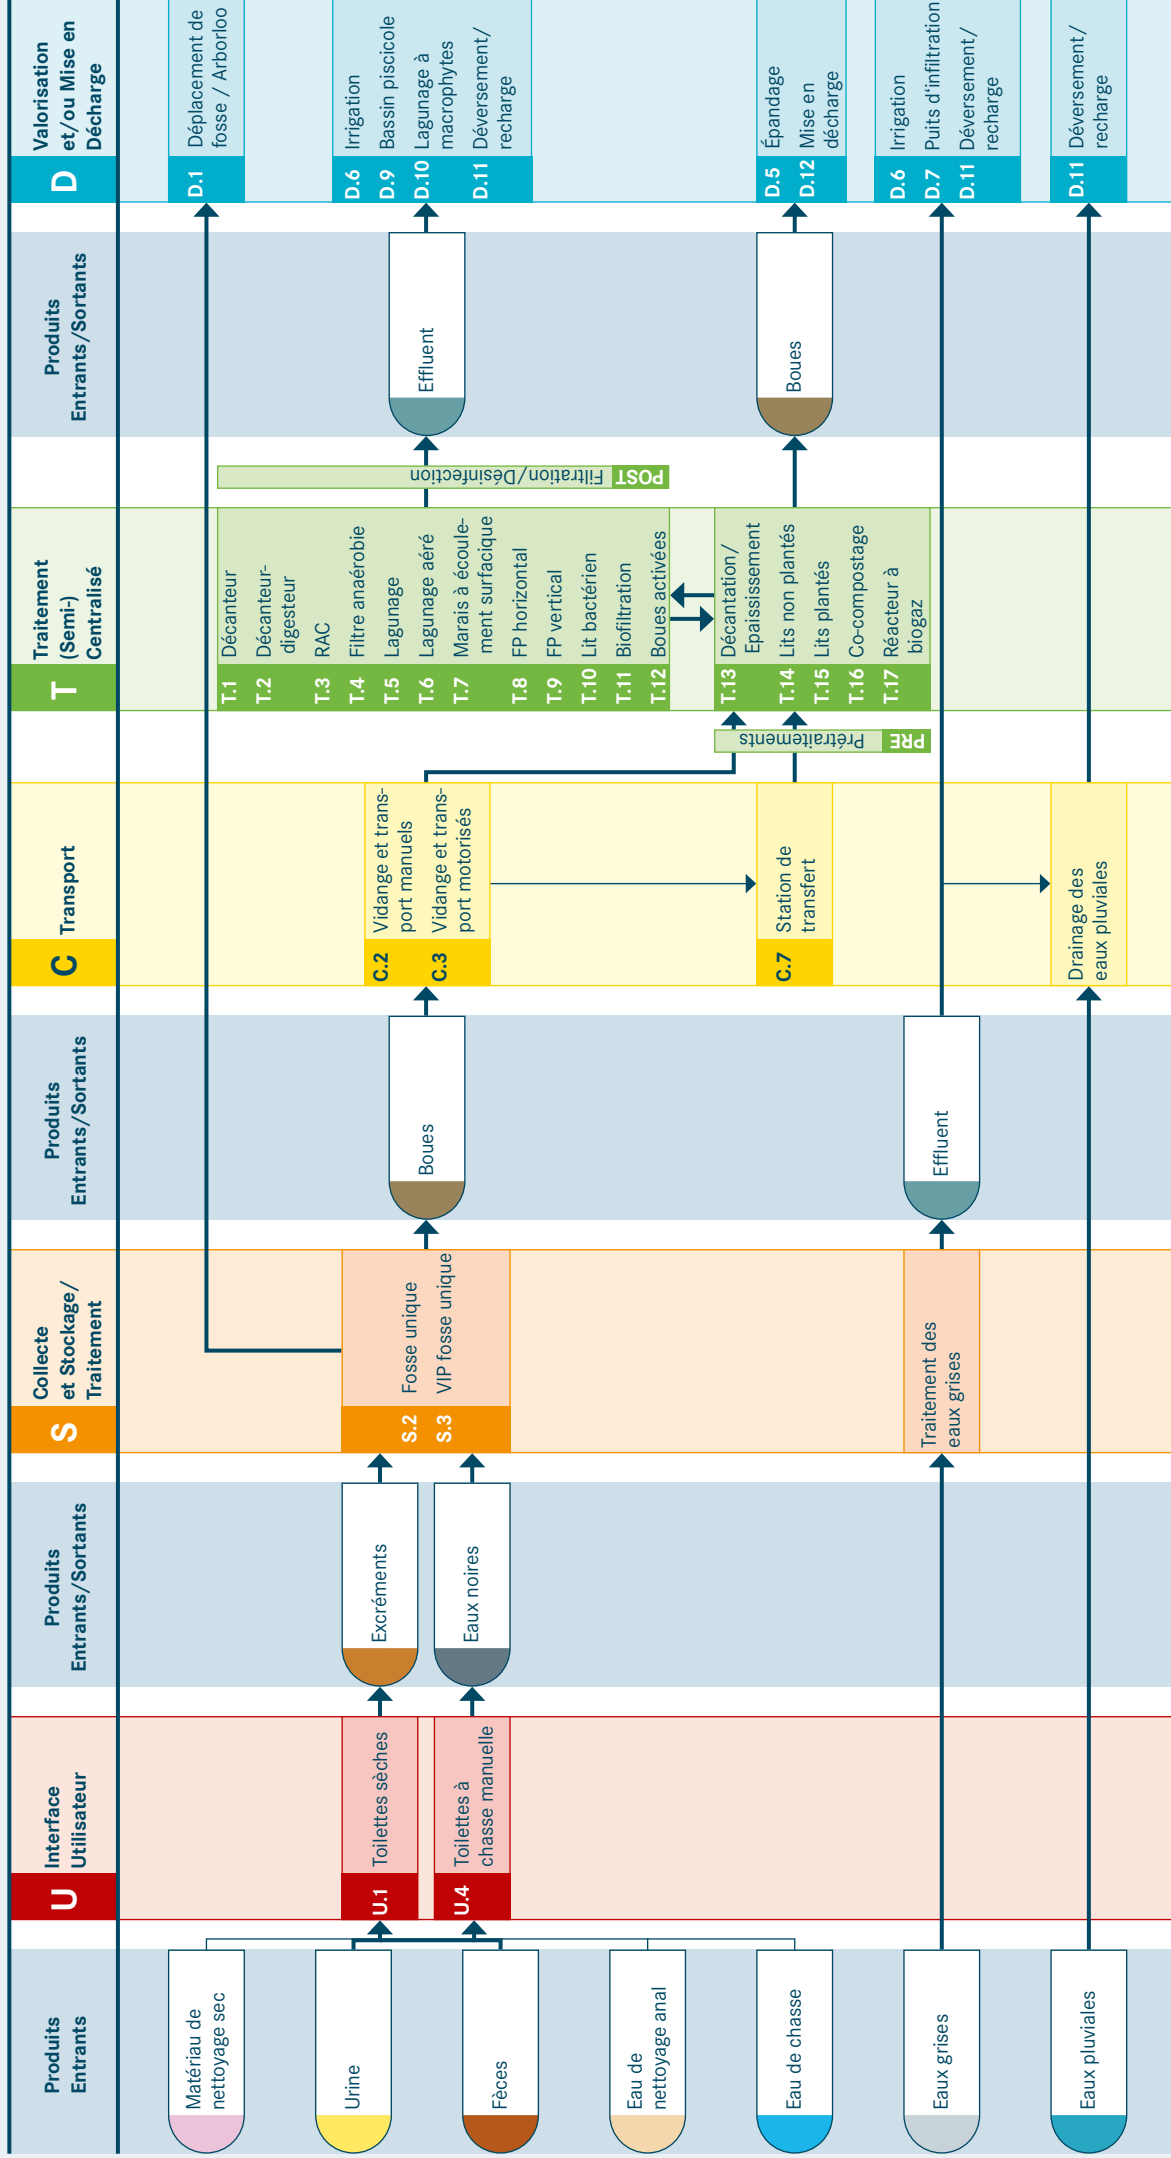 Produits
Entrants
U
Interface
Utilisateur
Produits
Entrants/Sortants
S
Collecte
et Stockage/
Traitement
Produits
Entrants/Sortants
C
Transport
T
Traitement
(Semi-)
Centralisé
Produits
Entrants/Sortants
D
Valorisation
et/ou Mise en
Décharge
Matériau de
nettoyage sec
Urine
Fèces
Eau de
nettoyage anal
Eau de chasse
Eaux grises
Eaux pluviales
U.1 Toilettes sèches
U.4 Toilettes à
chasse manuelle
Excréments
Eaux noires
S.2 Fosse unique
S.3 VIP fosse unique
Traitement des
eaux grises
Boues
Effluent
C.2 Vidange et trans-
port manuels
C.3 Vidange et trans-
port motorisés
C.7 Station de
transfert
Drainage des
eaux pluviales
PRE Prétraitements
T.1 Décanteur
T.2 Décanteur-
digesteur
T.3 RAC
T.4 Filtre anaérobie
T.5 Lagunage
T.6 Lagunage aéré
T.7 Marais à écoule-
ment surfacique
T.8 FP horizontal
T.9 FP vertical
T.10 Lit bactérien
T.11 Biofiltration
T.12 Boues activées
T.13 Décantation/
Epaississement
T.14 Lits non plantés
T.15 Lits plantés
T.16 Co-compostage
T.17 Réacteur à
biogaz
POST Filtration/Désinfection
Effluent
Boues
D.1 Déplacement de
fosse / Arborloo
D.6 Irrigation
D.9 Bassin piscicole
D.10 Lagunage à
macrophytes
D.11 Déversement/
recharge
D.5 Épandage
D.12 Mise en
décharge
D.6 Irrigation
D.7 Puits d'infiltration
D.11 Déversement/
recharge
D.11 Déversement/
recharge